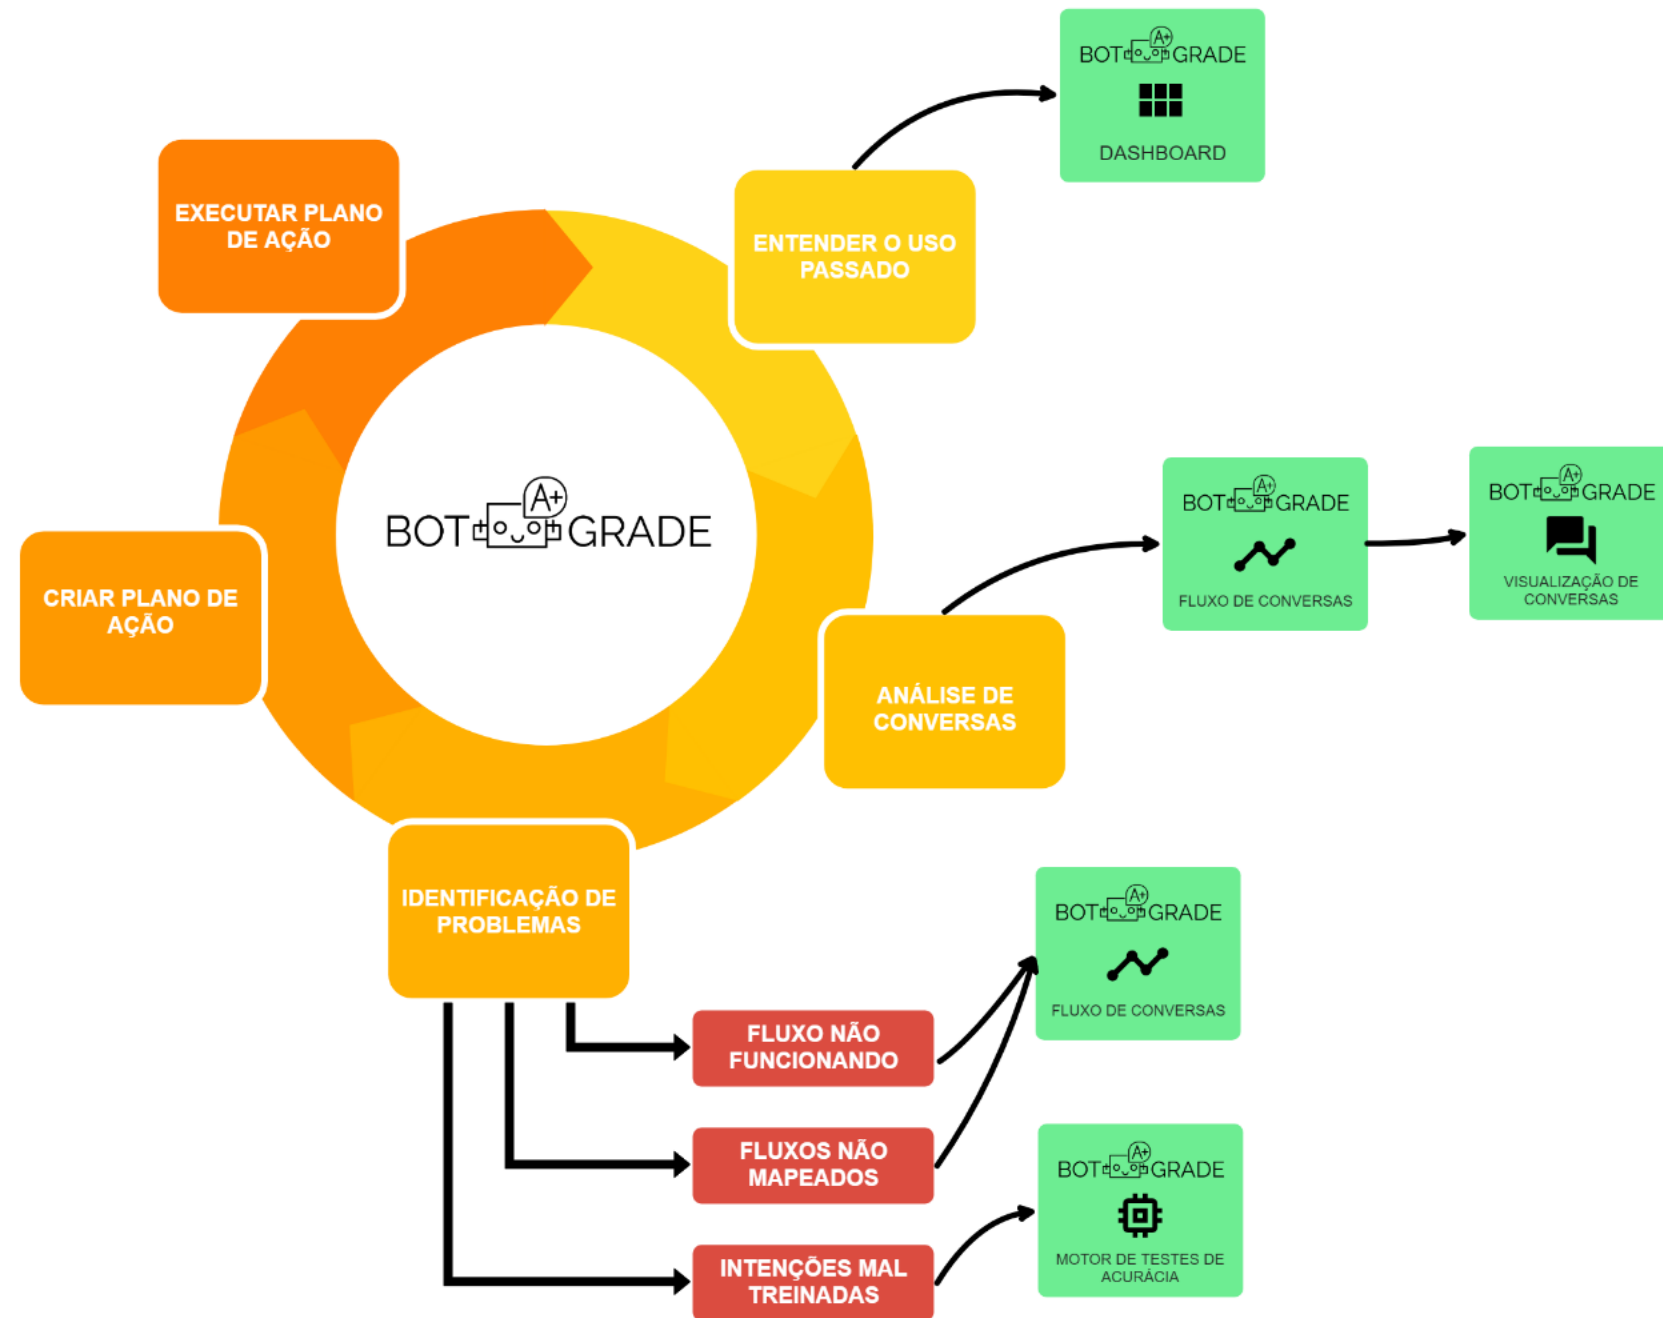 BOT A+ GRADE
DASHBOARD
EXECUTAR PLANO
DE AÇÃO
ENTENDER O USO
PASSADO
BOT A+ GRADE
FLUXO DE CONVERSAS
BOT A+ GRADE
VISUALIZAÇÃO DE
CONVERSAS
BOT A+ GRADE
CRIAR PLANO DE
AÇÃO
ANÁLISE DE
CONVERSAS
IDENTIFICAÇÃO DE
PROBLEMAS
BOT A+ GRADE
FLUXO DE CONVERSAS
FLUXO NÃO
FUNCIONANDO
FLUXOS NÃO
MAPEADOS
BOT A+ GRADE
MOTOR DE TESTES DE
ACURÁCIA
INTENÇÕES MAL
TREINADAS